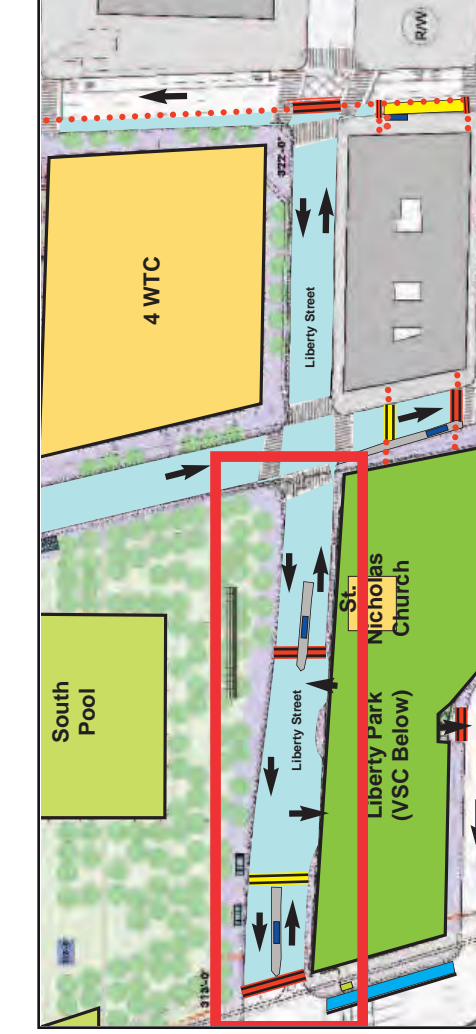 R/W
322'-0"
4 WTC
Liberty Street
St.
Nicholas
Church
South
Pool
Liberty Street
Liberty Park
(VSC Below)
313'-0"